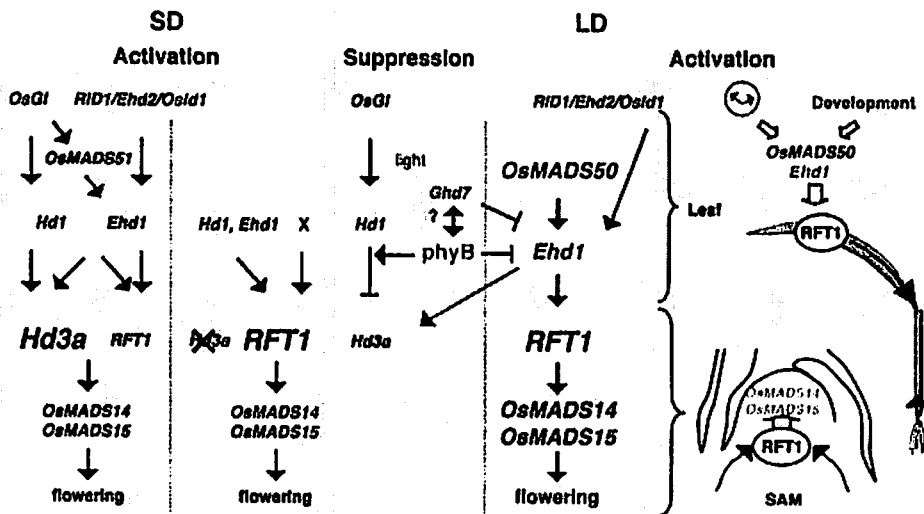 SD
Activation
OsGI RID1/Ehd2/OsId1
OsMADS51
Hd1 Ehd1
Hd3a RFT1
OsMADS14
OsMADS15
flowering
Hd1, Ehd1 X
Hd3a RFT1
OsMADS14
OsMADS15
flowering
LD
Suppression
OsGI
light
Ghd7
?
Hd1 phyB
Hd3a
RID1/Ehd2/OsId1
OsMADS50
Ehd1
RFT1
OsMADS14
OsMADS15
flowering
Leaf
Activation
Development
OsMADS50
Ehd1
RFT1
OsMADS14
OsMADS15
RFT1
SAM